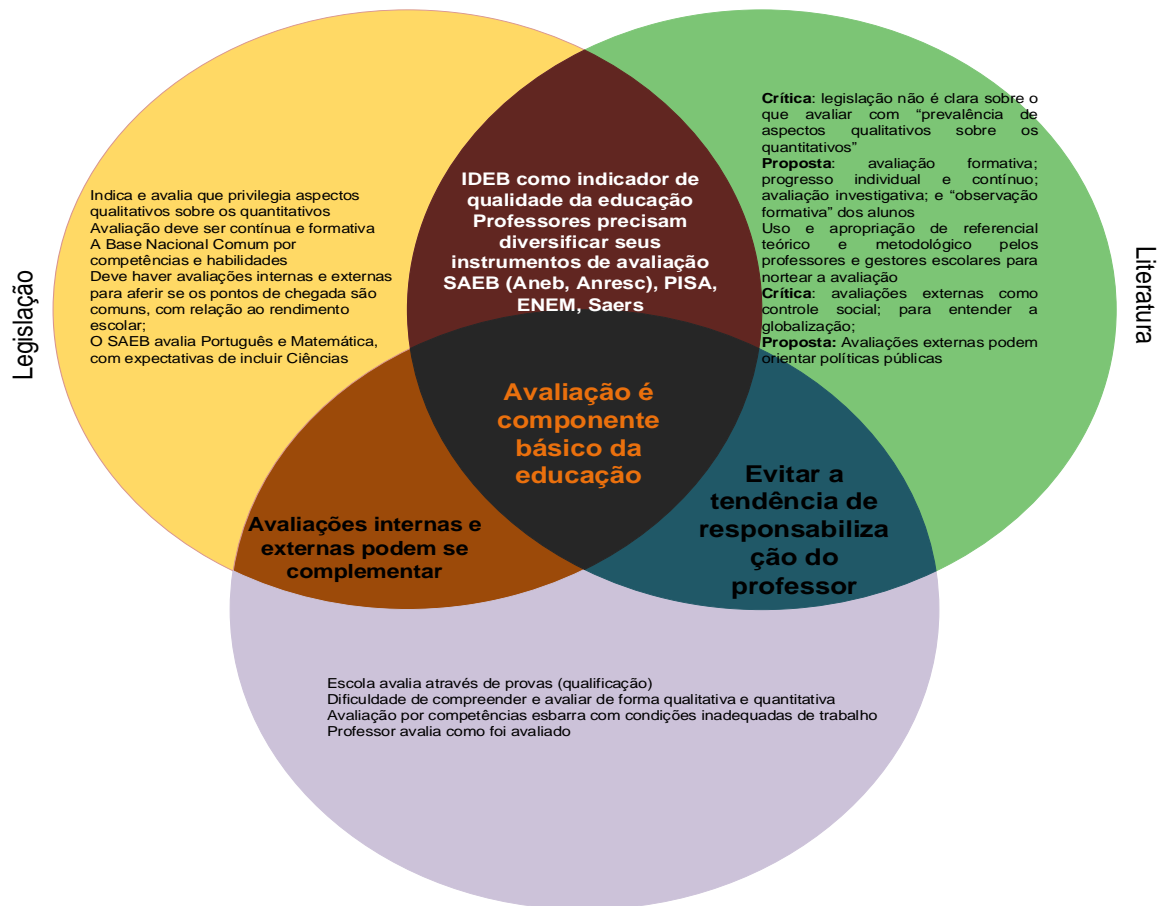 Legislação
Indica e avalia que privilegia aspectos
qualitativos sobre os quantitativos
Avaliação deve ser contínua e formativa
A Base Nacional Comum por
competências e habilidades
Deve haver avaliações internas e externas
para aferir se os pontos de chegada são
comuns, com relação ao rendimento
escolar;
O SAEB avalia Português e Matemática,
com expectativas de incluir Ciências
IDEB como indicador de
qualidade da educação
Professores precisam
diversificar seus
instrumentos de avaliação
SAEB (Aneb, Anresc), PISA,
ENEM, Saers
Crítica: legislação não é clara sobre o
que avaliar com “prevalência de
aspectos qualitativos sobre os
quantitativos”
Proposta: avaliação formativa;
progresso individual e contínuo;
avaliação investigativa; e “observação
formativa” dos alunos
Uso e apropriação de referencial
teórico e metodológico pelos
professores e gestores escolares para
nortear a avaliação
Crítica: avaliações externas como
controle social; para entender a
globalização;
Proposta: Avaliações externas podem
orientar políticas públicas
Literatura
Avaliação é
componente
básico da
educação
Avaliações internas e
externas podem se
complementar
Evitar a
tendência de
responsabiliza
ção do
professor
Escola avalia através de provas (qualificação)
Dificuldade de compreender e avaliar de forma qualitativa e quantitativa
Avaliação por competências esbarra com condições inadequadas de trabalho
Professor avalia como foi avaliado